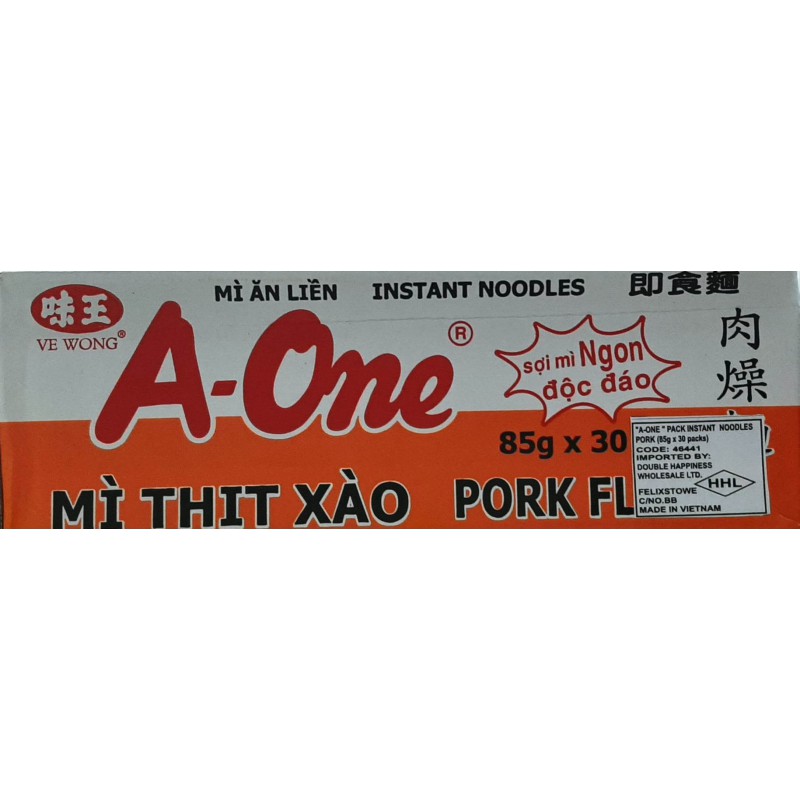 味王
VE WONG®
MÌ ĂN LIỀN INSTANT NOODLES 即食麵
A-One®
sợi mì Ngon
độc đáo
肉燥
85g x 30
MÌ THỊT XÀO PORK FL
"A-ONE " PACK INSTANT NOODLES
PORK (85g x 30 packs)
CODE: 46441
IMPORTED BY:
DOUBLE HAPPINESS
WHOLESALE LTD.
HHL
FELIXSTOWE
C/NO.BB
MADE IN VIETNAM